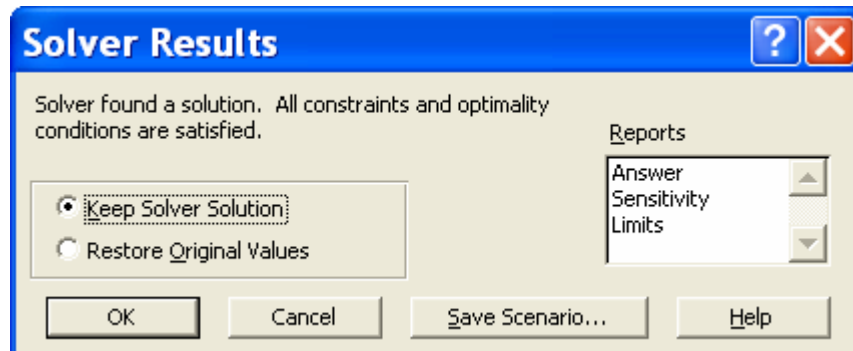 Solver Results
Solver found a solution. All constraints and optimality
conditions are satisfied.
Reports
Answer
Sensitivity
Limits
Keep Solver Solution
Restore Original Values
OK
Cancel
Save Scenario...
Help